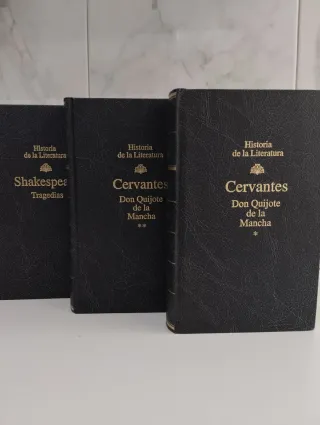 Historia
de la Literatura
Shakespea
Tragedias
Historia
de la Literatura
Cervantes
Don Quijote
de la
Mancha
**
Historia
de la Literatura
Cervantes
Don Quijote
de la
Mancha
*